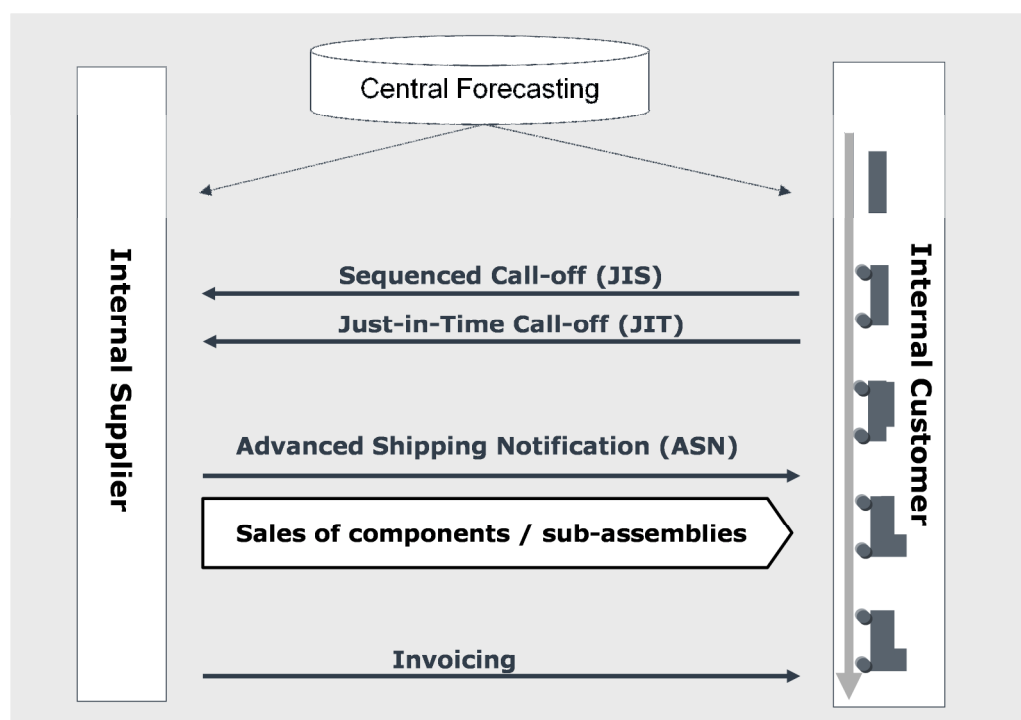 Central Forecasting
Internal Supplier
Sequenced Call-off (JIS)
Just-in-Time Call-off (JIT)
Advanced Shipping Notification (ASN)
Sales of components / sub-assemblies
Invoicing
Internal Customer